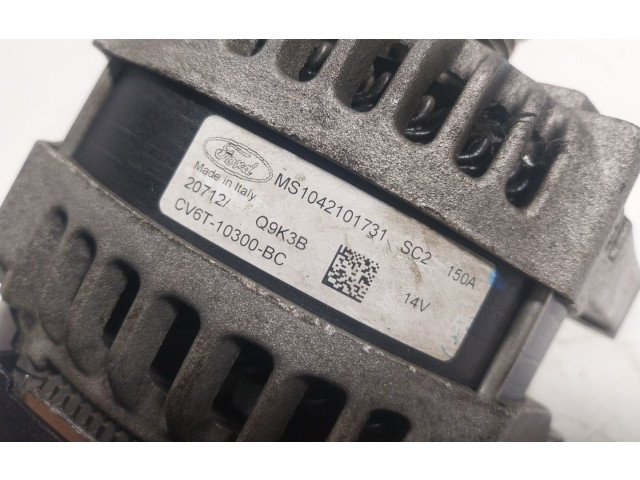 Ford
MS1042101731 SC2 150A
Made in Italy
20712/ Q9K3B
CV6T-10300-BC
14V